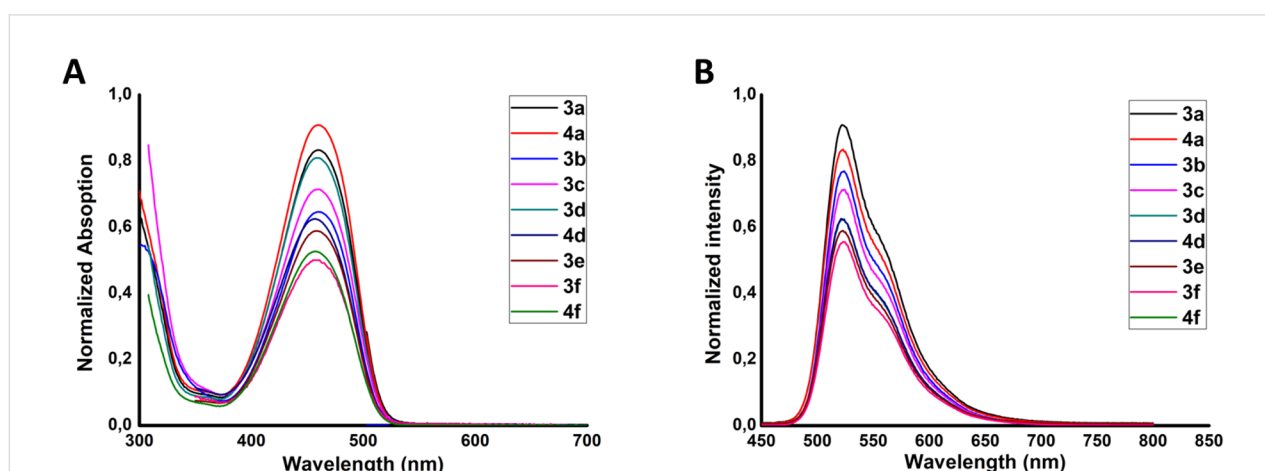 A
Normalized Absoption
1,0
0,8
0,6
0,4
0,2
0,0
300 400 500 600 700
Wavelength (nm)
3a
4a
3b
3c
3d
4d
3e
3f
4f
B
Normalized intensity
1,0
0,8
0,6
0,4
0,2
0,0
450 500 550 600 650 700 750 800 850
Wavelength (nm)
3a
4a
3b
3c
3d
4d
3e
3f
4f